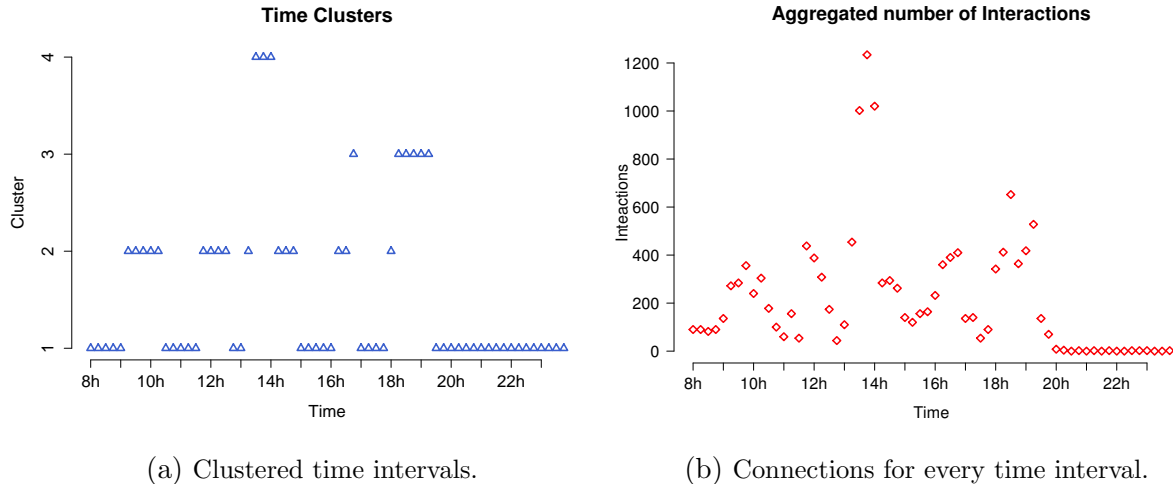 Time Clusters
4
3
2
1
Cluster
8h 10h 12h 14h 16h 18h 20h 22h
Time
(a) Clustered time intervals.
Aggregated number of Interactions
1200
1000
800
600
400
200
0
Inteactions
8h 10h 12h 14h 16h 18h 20h 22h
Time
(b) Connections for every time interval.